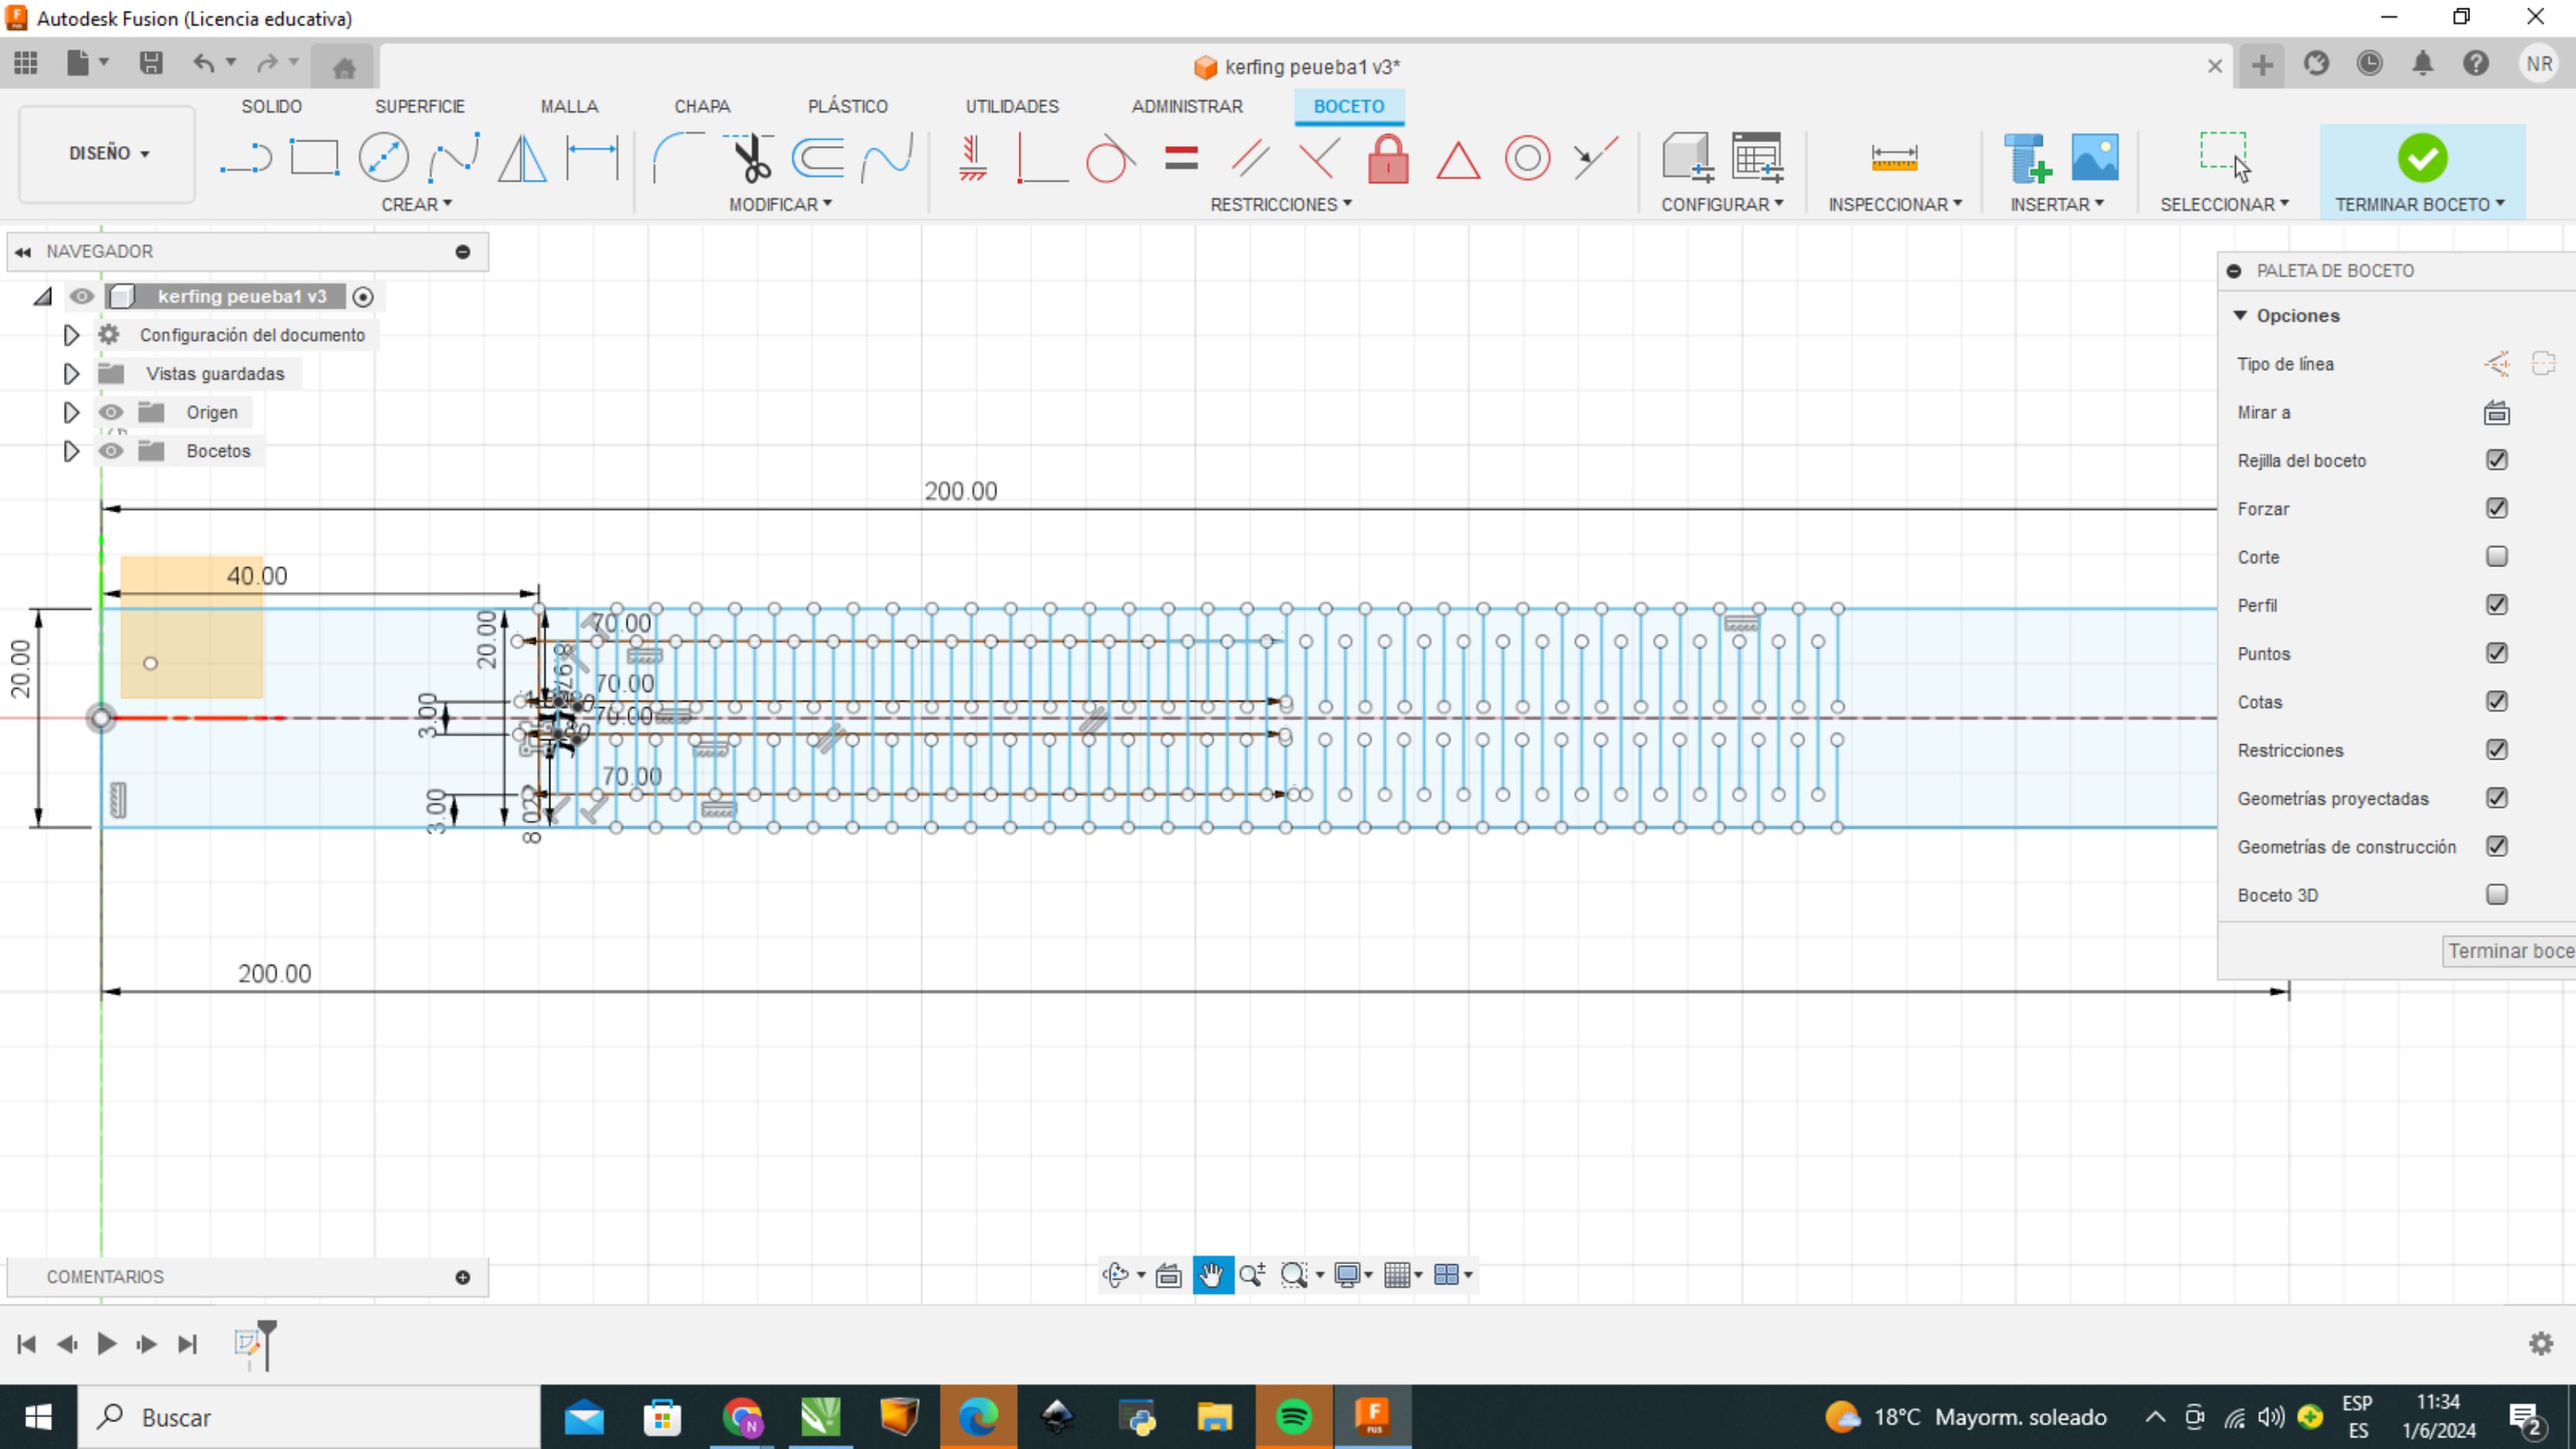 Autodesk Fusion (Licencia educativa)
kerfing peueba1 v3*
NR
SOLIDO SUPERFICIE MALLA CHAPA PLÁSTICO UTILIDADES ADMINISTRAR BOCETO
DISEÑO
CREAR MODIFICAR RESTRICCIONES CONFIGURAR INSPECCIONAR INSERTAR SELECCIONAR TERMINAR BOCETO
NAVEGADOR
kerfing peueba1 v3
Configuración del documento
Vistas guardadas
Origen
Bocetos
PALETA DE BOCETO
Opciones
Tipo de línea
Mirar a
Rejilla del boceto
Forzar
Corte
Perfil
Puntos
Cotas
Restricciones
Geometrías proyectadas
Geometrías de construcción
Boceto 3D
Terminar boce
200.00
40.00
20.00
20.00
70.00
70.00
3.00
70.00
70.00
3.00
200.00
COMENTARIOS
Buscar
F
FUS
18°C Mayorm. soleado
ESP
ES
11:34
1/6/2024
2